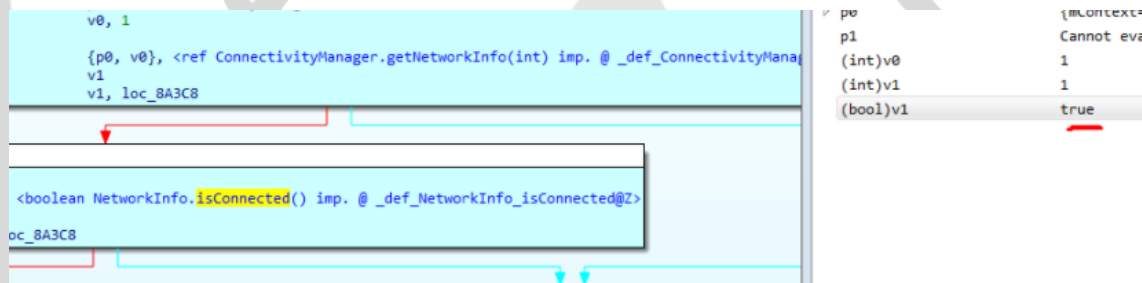 v0, 1
{p0, v0}, <ref ConnectivityManager.getNetworkInfo(int) imp. @ _def_ConnectivityManag
v1
v1, loc_8A3C8
<boolean NetworkInfo.isConnected() imp. @ _def_NetworkInfo_isConnected@Z>
oc_8A3C8
p0 {mContext=
p1 Cannot eva
(int)v0 1
(int)v1 1
(bool)v1 true